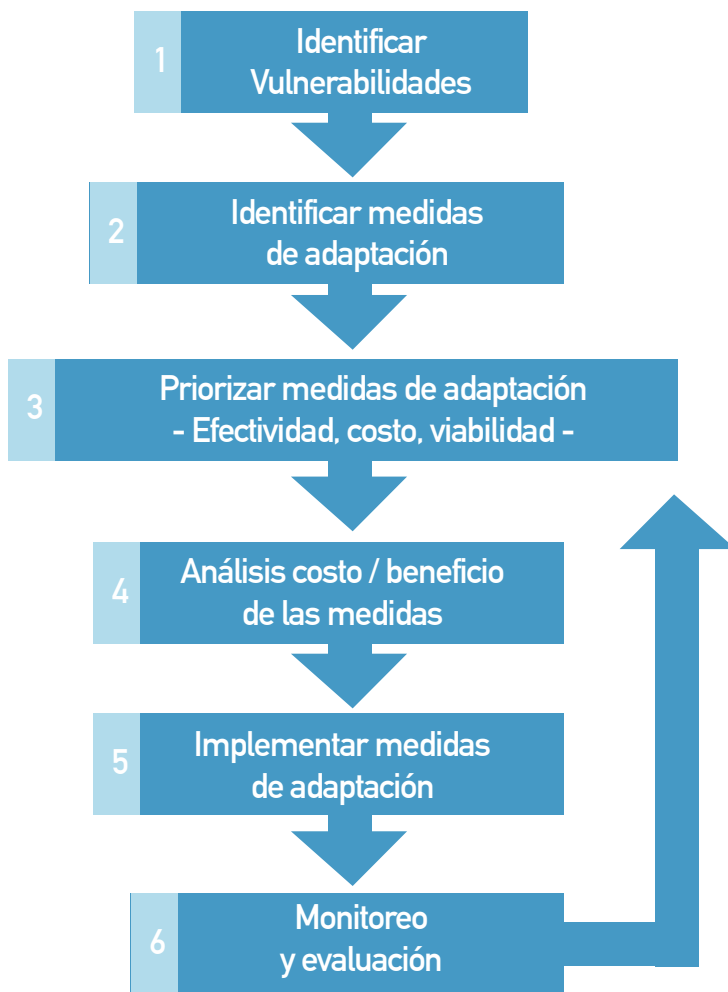 1
Identificar
Vulnerabilidades
2
Identificar medidas
de adaptación
3
Priorizar medidas de adaptación
- Efectividad, costo, viabilidad -
4
Análisis costo / beneficio
de las medidas
5
Implementar medidas
de adaptación
6
Monitoreo
y evaluación